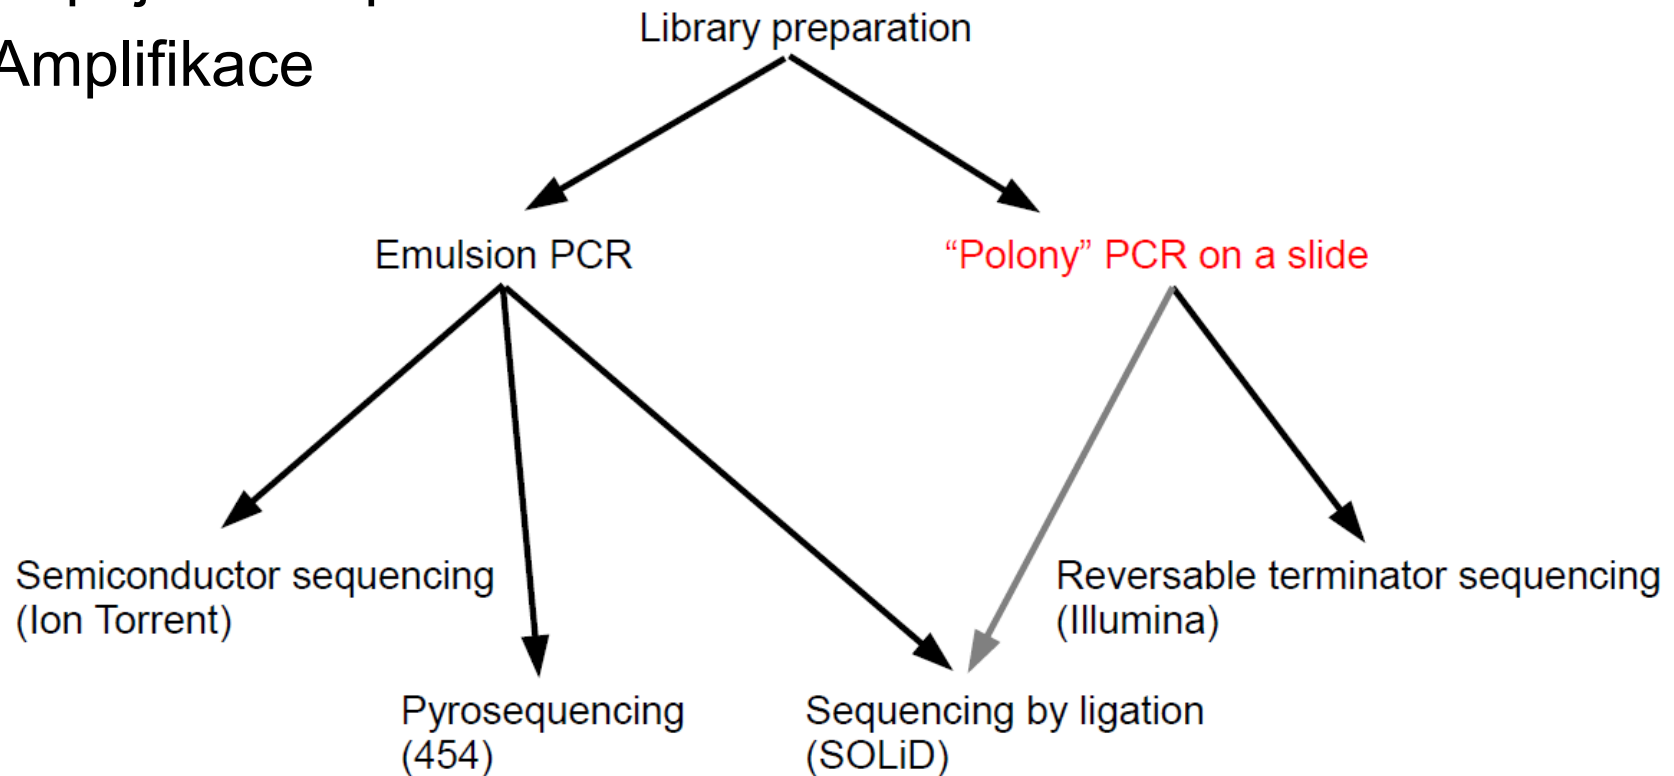 Amplifikace
Library preparation
Emulsion PCR
“Polony” PCR on a slide
Semiconductor sequencing
(Ion Torrent)
Reversable terminator sequencing
(Illumina)
Pyrosequencing
(454)
Sequencing by ligation
(SOLiD)